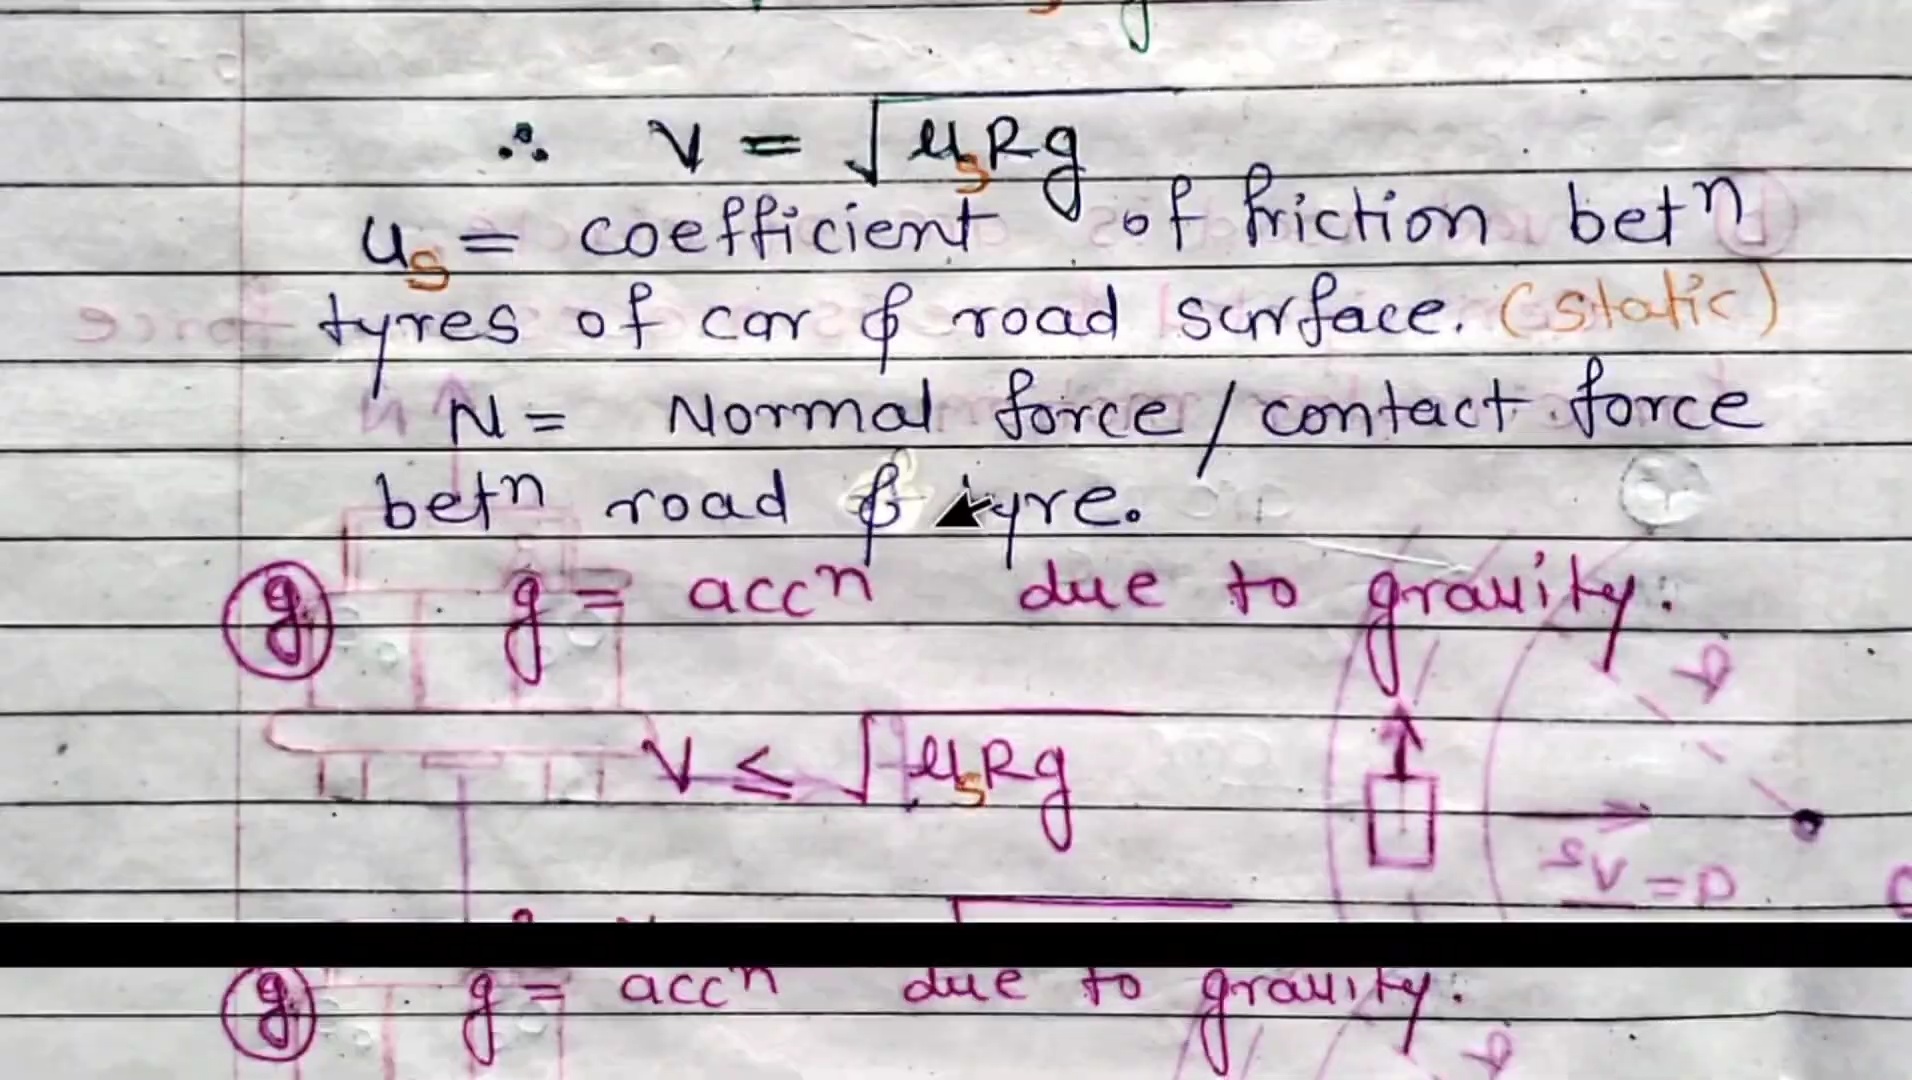 ∴ V = √μsRg
us = coefficient of friction betⁿ
tyres of car & road surface. (static)
N = Normal force / contact force
betⁿ road & tyre.
g g = accⁿ due to gravity.
V ≤ √μsRg
g g = accⁿ due to gravity.